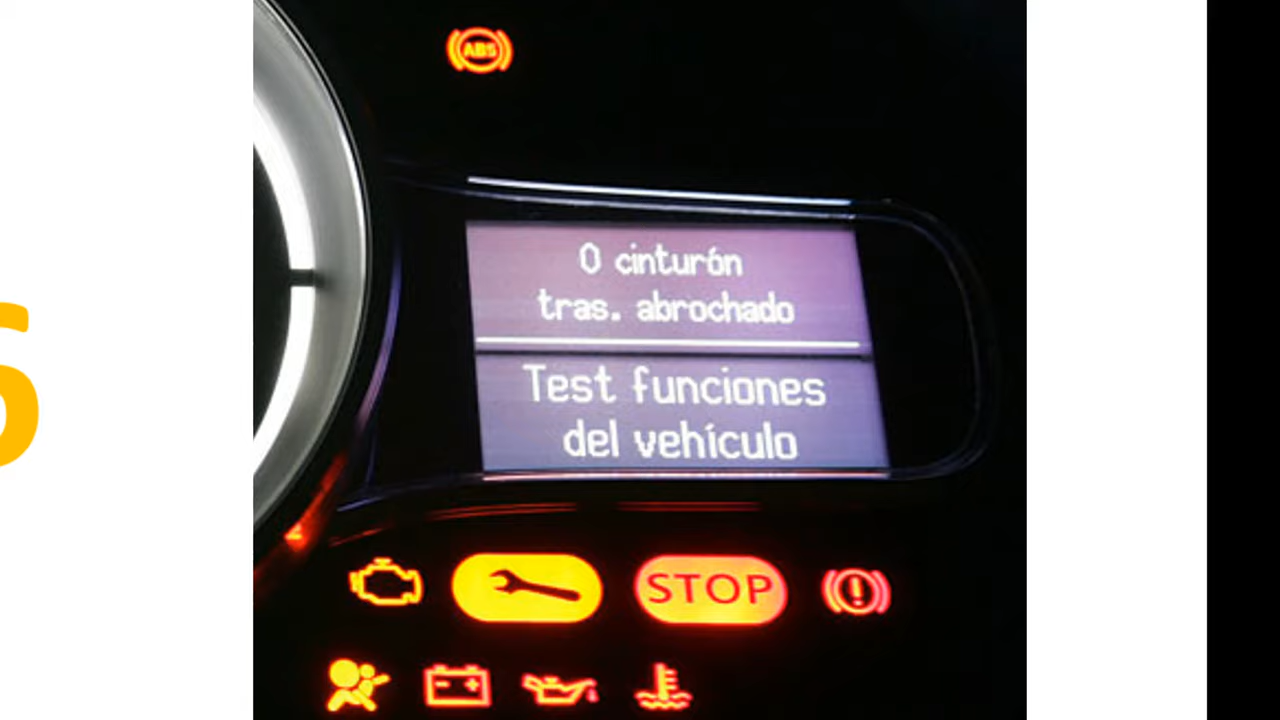 ABS
0 cinturón
tras. abrochado
Test funciones
del vehículo
STOP